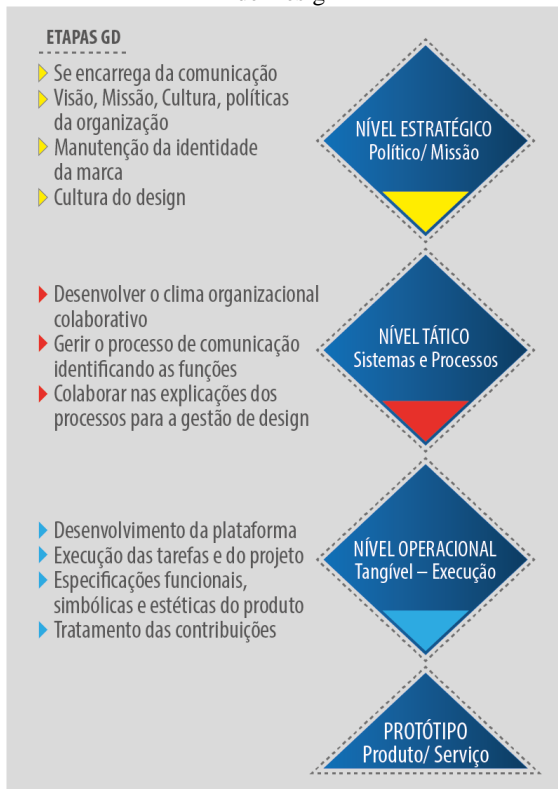 ETAPAS GD
Se encarrega da comunicação
Visão, Missão, Cultura, políticas
da organização
Manutenção da identidade
da marca
Cultura do design
NÍVEL ESTRATÉGICO
Político/ Missão
Desenvolver o clima organizacional
colaborativo
Gerir o processo de comunicação
identificando as funções
Colaborar nas explicações dos
processos para a gestão de design
NÍVEL TÁTICO
Sistemas e Processos
Desenvolvimento da plataforma
Execução das tarefas e do projeto
Especificações funcionais,
simbólicas e estéticas do produto
Tratamento das contribuições
NÍVEL OPERACIONAL
Tangível – Execução
PROTÓTIPO
Produto/ Serviço